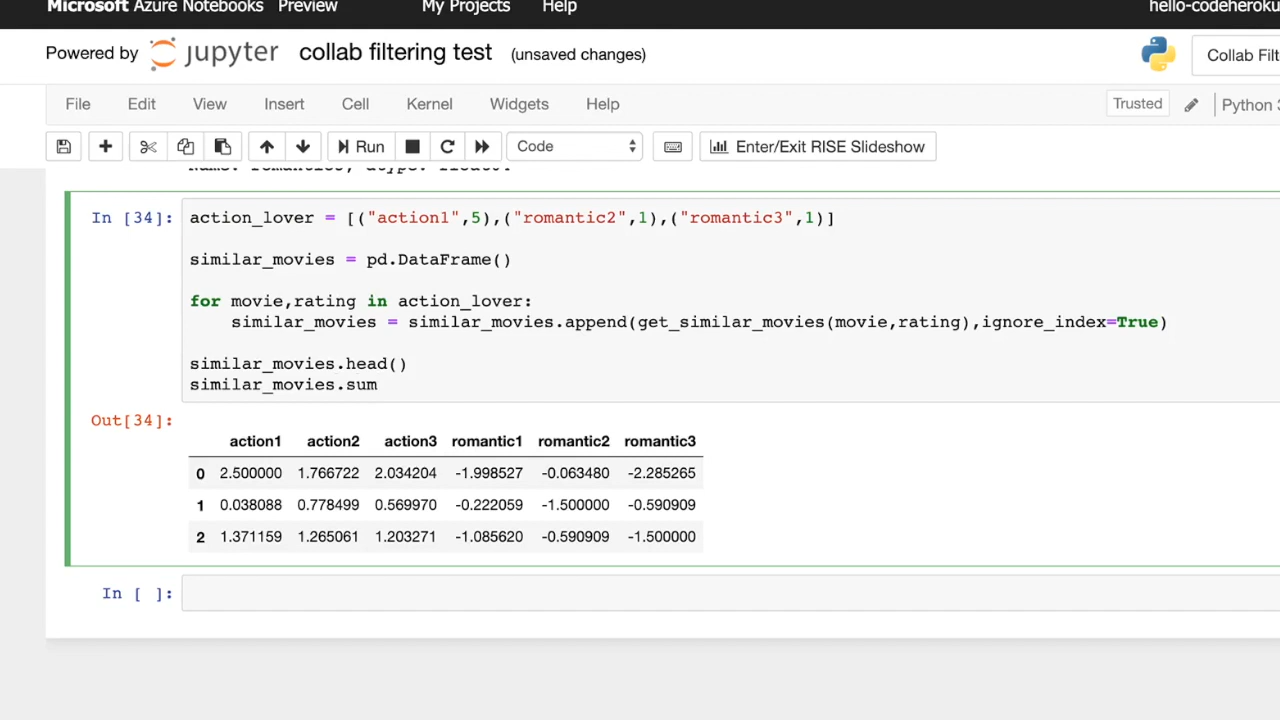 Microsoft Azure Notebooks Preview My Projects Help hello-codeheroku
Powered by jupyter collab filtering test (unsaved changes) Collab Filt
File Edit View Insert Cell Kernel Widgets Help Trusted Python 3
Run Code Enter/Exit RISE Slideshow
In [34]: action_lover = [("action1",5),("romantic2",1),("romantic3",1)]
similar_movies = pd.DataFrame()
for movie,rating in action_lover:
similar_movies = similar_movies.append(get_similar_movies(movie,rating),ignore_index=True)
similar_movies.head()
similar_movies.sum
Out[34]:
action1 action2 action3 romantic1 romantic2 romantic3
0 2.500000 1.766722 2.034204 -1.998527 -0.063480 -2.285265
1 0.038088 0.778499 0.569970 -0.222059 -1.500000 -0.590909
2 1.371159 1.265061 1.203271 -1.085620 -0.590909 -1.500000
In [ ]: